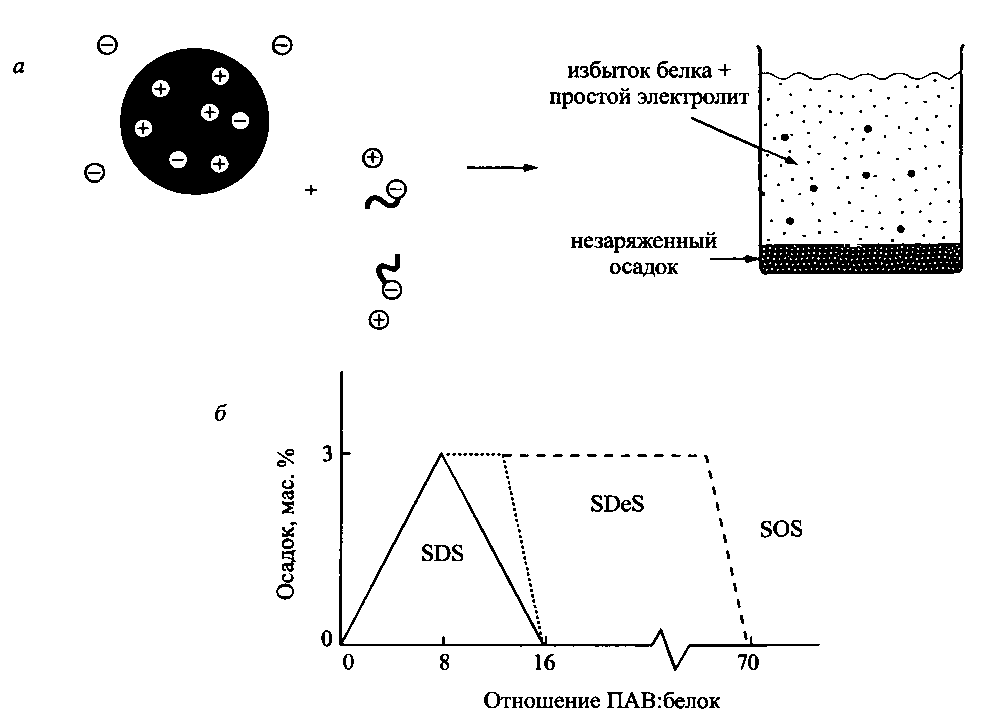 а
избыток белка +
простой электролит
незаряженный
осадок
б
Осадок, мас. %
3
0
SDS
SDeS
SOS
0 8 16 70
Отношение ПАВ:белок